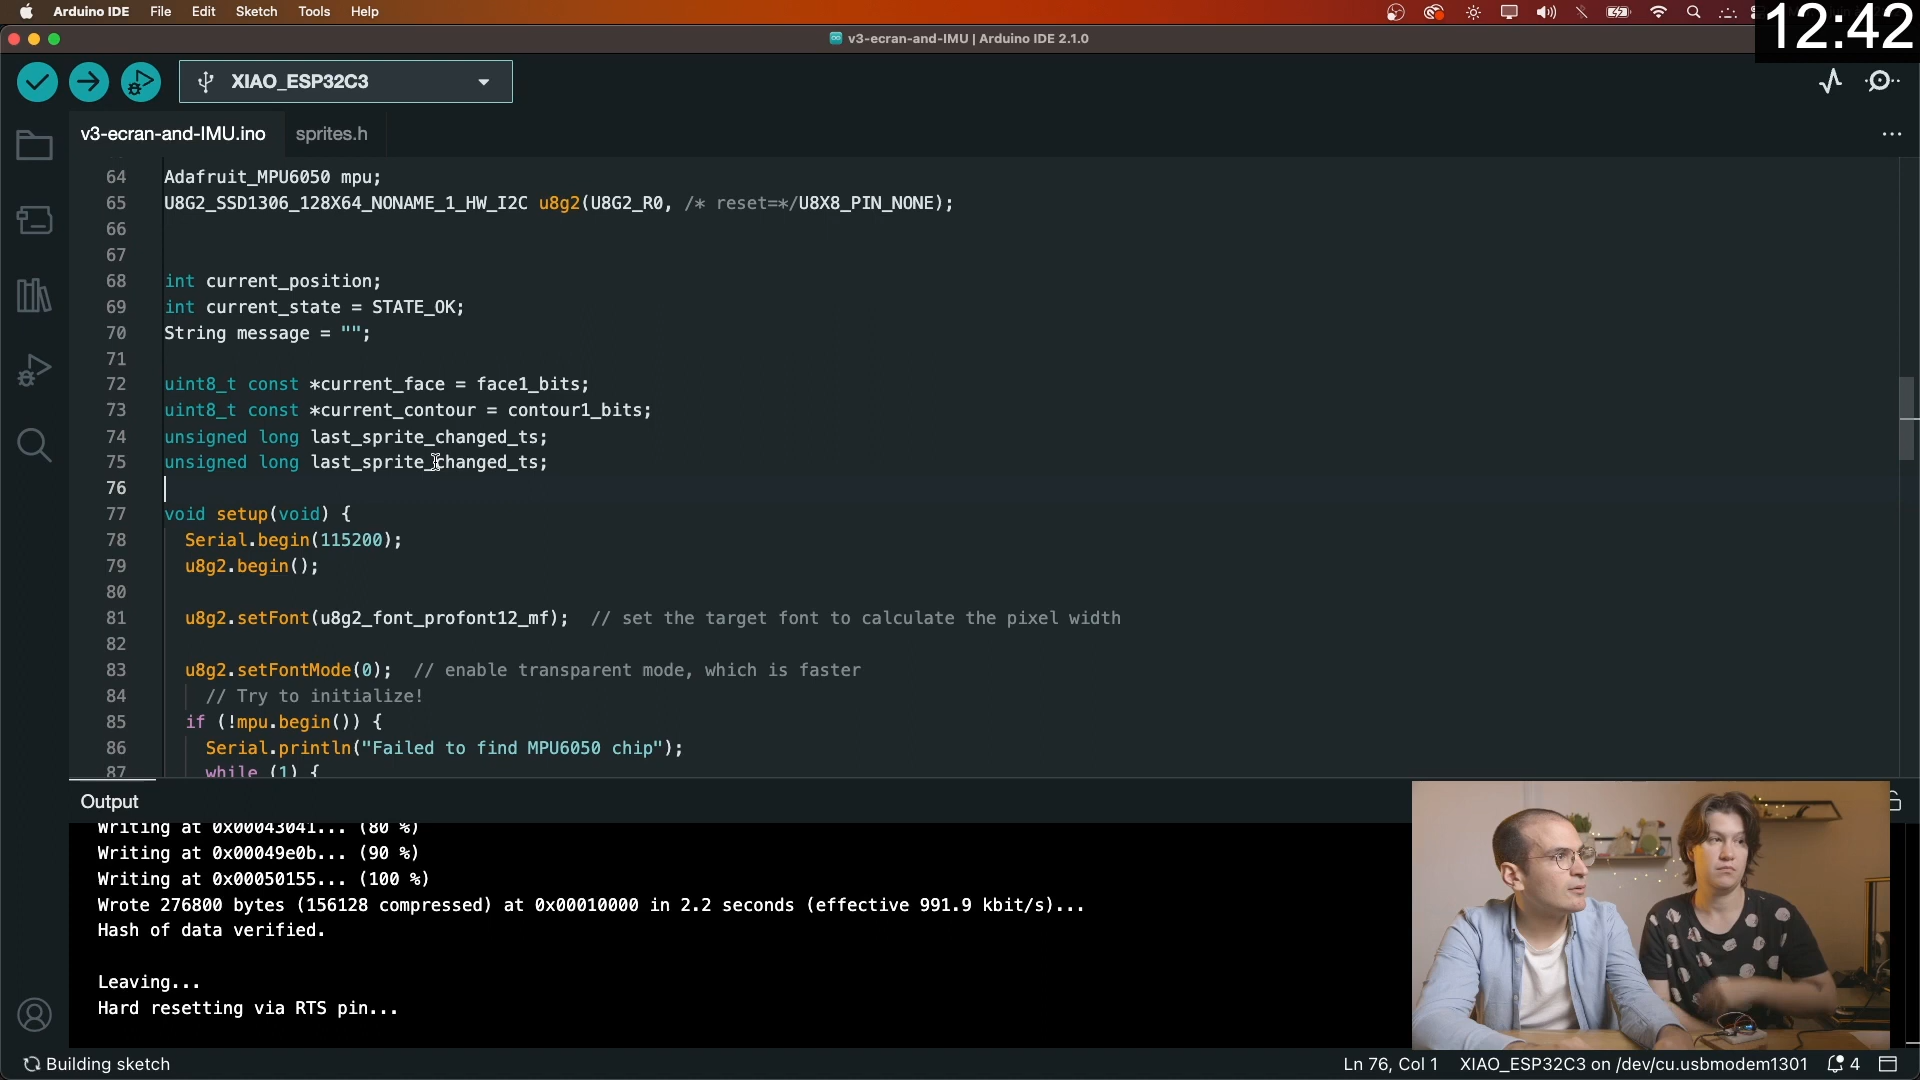 Arduino IDE File Edit Sketch Tools Help
12:42
v3-ecran-and-IMU | Arduino IDE 2.1.0
XIAO_ESP32C3
v3-ecran-and-IMU.ino sprites.h
64 Adafruit_MPU6050 mpu;
65 U8G2_SSD1306_128X64_NONAME_1_HW_I2C u8g2(U8G2_R0, /* reset=*/U8X8_PIN_NONE);
66
67
68 int current_position;
69 int current_state = STATE_OK;
70 String message = "";
71
72 uint8_t const *current_face = face1_bits;
73 uint8_t const *current_contour = contour1_bits;
74 unsigned long last_sprite_changed_ts;
75 unsigned long last_sprite_changed_ts;
76
77 void setup(void) {
78 Serial.begin(115200);
79 u8g2.begin();
80
81 u8g2.setFont(u8g2_font_profont12_mf); // set the target font to calculate the pixel width
82
83 u8g2.setFontMode(0); // enable transparent mode, which is faster
84 // Try to initialize!
85 if (!mpu.begin()) {
86 Serial.println("Failed to find MPU6050 chip");
87 while (1) {
Output
Writing at 0x00043041... (80 %)
Writing at 0x00049e0b... (90 %)
Writing at 0x00050155... (100 %)
Wrote 276800 bytes (156128 compressed) at 0x00010000 in 2.2 seconds (effective 991.9 kbit/s)...
Hash of data verified.
Leaving...
Hard resetting via RTS pin...
Building sketch
Ln 76, Col 1 XIAO_ESP32C3 on /dev/cu.usbmodem1301 4